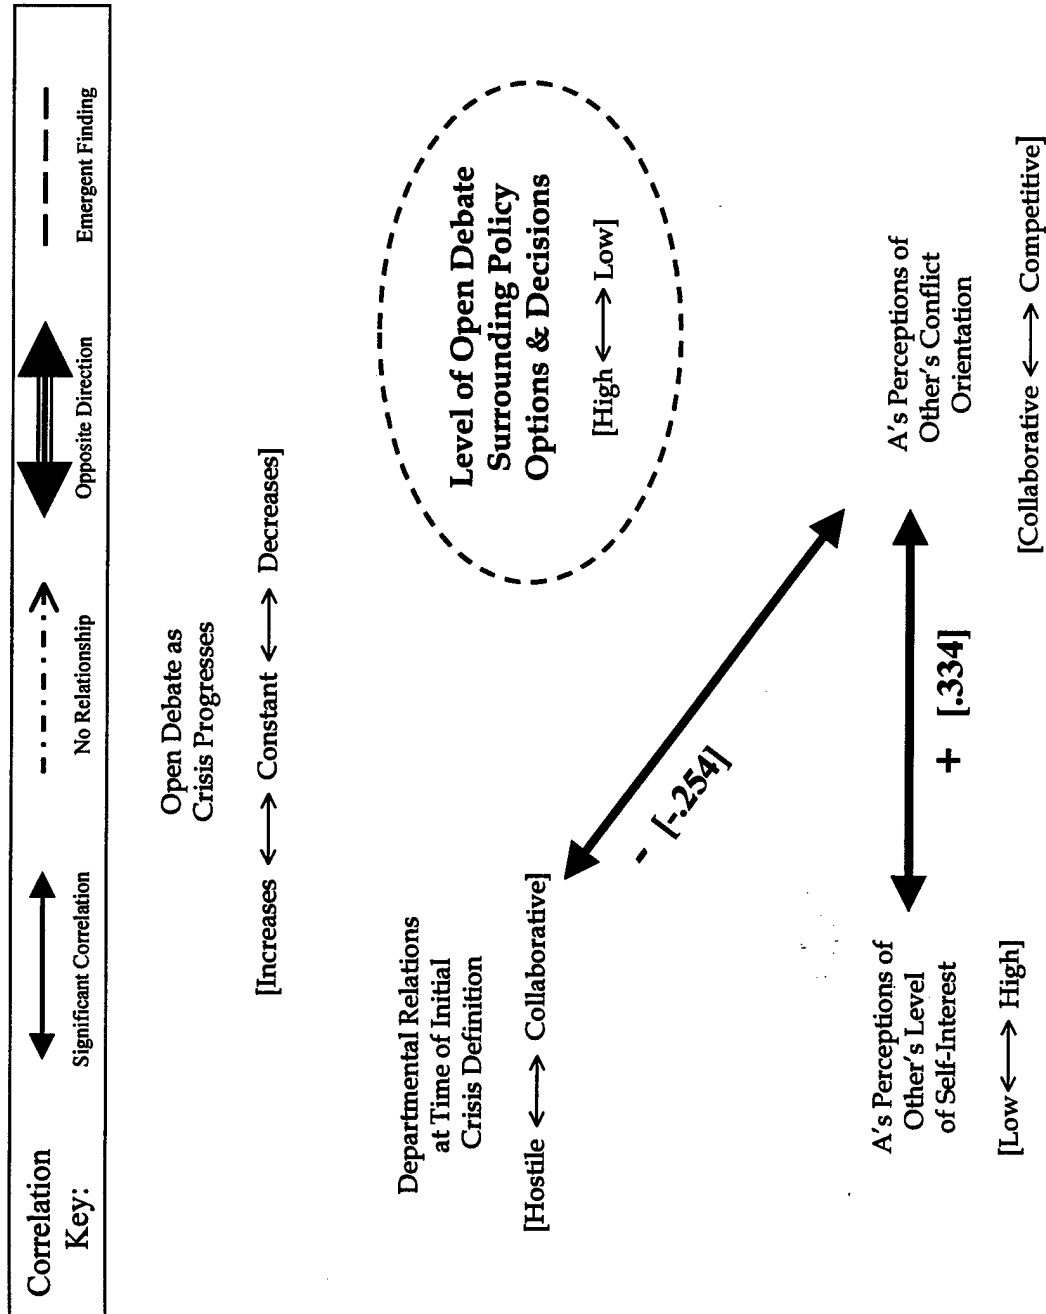 Correlation
Key:
Significant Correlation
No Relationship
Opposite Direction
Emergent Finding
Open Debate as
Crisis Progresses
[Increases ⟷ Constant ⟷ Decreases]
Departmental Relations
at Time of Initial
Crisis Definition
[Hostile ⟷ Collaborative]
Level of Open Debate
Surrounding Policy
Options & Decisions
[High ⟷ Low]
- [-.254]
A's Perceptions of
Other's Level
of Self-Interest
[Low ⟷ High]
+ [.334]
A's Perceptions of
Other's Conflict
Orientation
[Collaborative ⟷ Competitive]